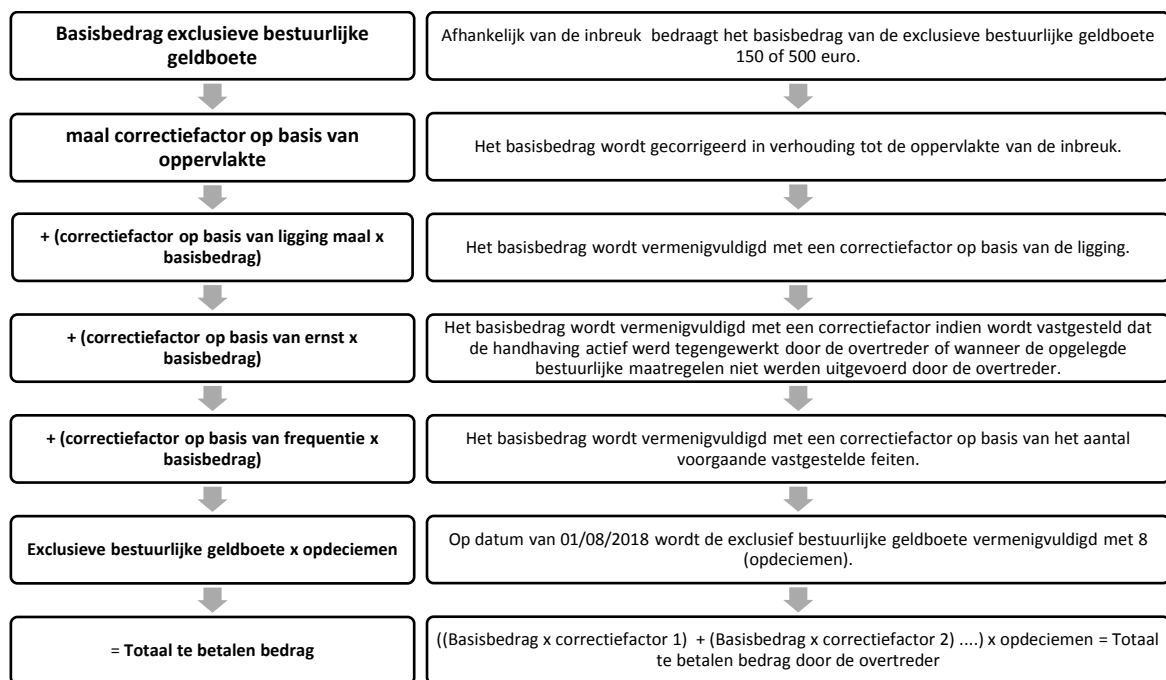 Basisbedrag exclusieve bestuurlijke
geldboete
Afhankelijk van de inbreuk bedraagt het basisbedrag van de exclusieve bestuurlijke geldboete
150 of 500 euro.
maal correctiefactor op basis van
oppervlakte
Het basisbedrag wordt gecorrigeerd in verhouding tot de oppervlakte van de inbreuk.
+ (correctiefactor op basis van ligging maal x
basisbedrag)
Het basisbedrag wordt vermenigvuldigd met een correctiefactor op basis van de ligging.
+ (correctiefactor op basis van ernst x
basisbedrag)
Het basisbedrag wordt vermenigvuldigd met een correctiefactor indien wordt vastgesteld dat
de handhaving actief werd tegengewerkt door de overtreder of wanneer de opgelegde
bestuurlijke maatregelen niet werden uitgevoerd door de overtreder.
+ (correctiefactor op basis van frequentie x
basisbedrag)
Het basisbedrag wordt vermenigvuldigd met een correctiefactor op basis van het aantal
voorgaande vastgestelde feiten.
Exclusieve bestuurlijke geldboete x opdeciemen
Op datum van 01/08/2018 wordt de exclusief bestuurlijke geldboete vermenigvuldigd met 8
(opdeciemen).
= Totaal te betalen bedrag
((Basisbedrag x correctiefactor 1) + (Basisbedrag x correctiefactor 2) ....) x opdeciemen = Totaal
te betalen bedrag door de overtreder